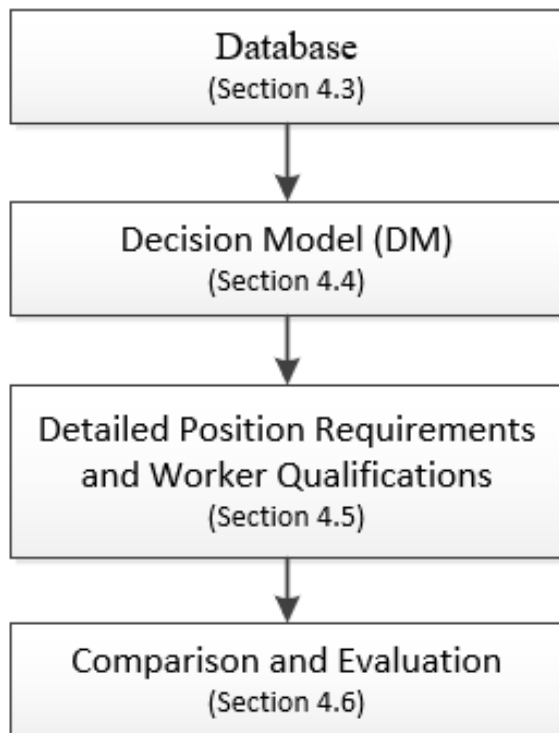 Database
(Section 4.3)
Decision Model (DM)
(Section 4.4)
Detailed Position Requirements
and Worker Qualifications
(Section 4.5)
Comparison and Evaluation
(Section 4.6)